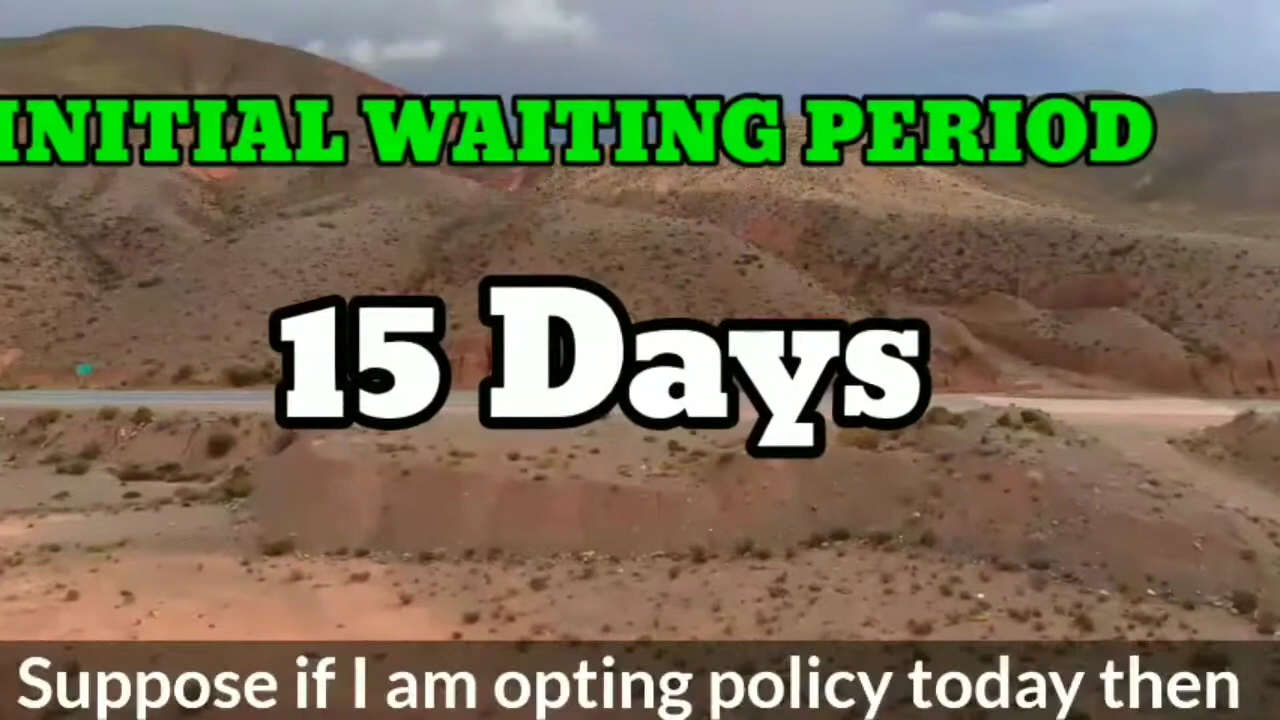 INITIAL WAITING PERIOD
15 Days
Suppose if I am opting policy today then